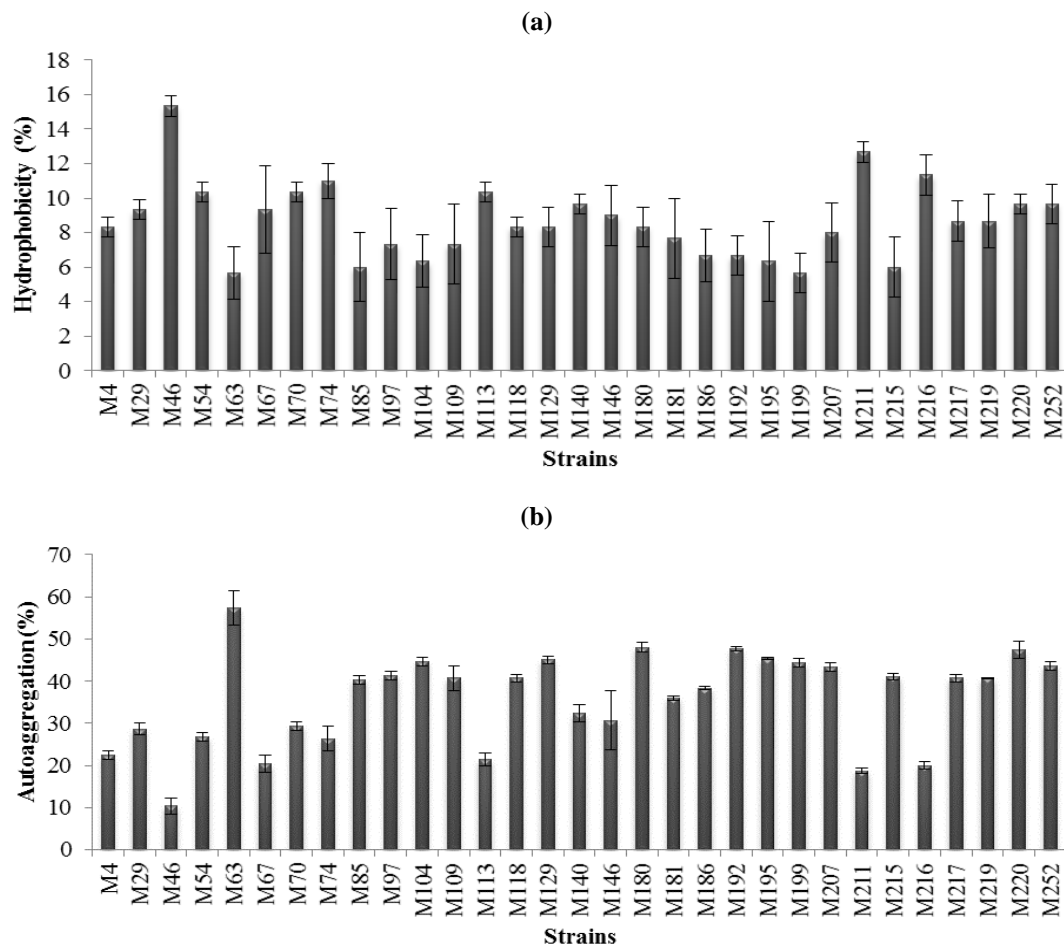 (a)
Hydrophobicity (%)
18
16
14
12
10
8
6
4
2
0
M4
M29
M46
M54
M63
M67
M70
M74
M85
M97
M104
M109
M113
M118
M129
M140
M146
M180
M181
M186
M192
M195
M199
M207
M211
M215
M216
M217
M219
M220
M252
Strains
(b)
Autoaggregation(%)
70
60
50
40
30
20
10
0
M4
M29
M46
M54
M63
M67
M70
M74
M85
M97
M104
M109
M113
M118
M129
M140
M146
M180
M181
M186
M192
M195
M199
M207
M211
M215
M216
M217
M219
M220
M252
Strains